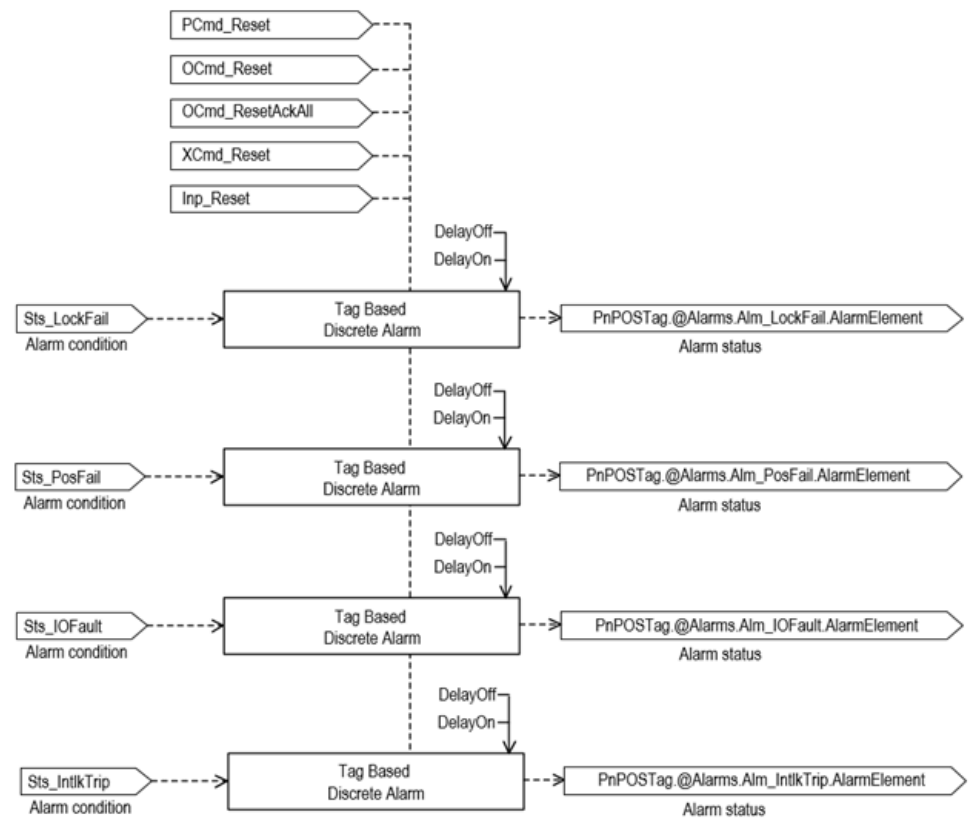 PCmd_Reset
OCmd_Reset
OCmd_ResetAckAll
XCmd_Reset
Inp_Reset
DelayOff
DelayOn
Sts_LockFail
Alarm condition
Tag Based
Discrete Alarm
PnPOSTag.@Alarms.Alm_LockFail.AlarmElement
Alarm status
DelayOff
DelayOn
Sts_PosFail
Alarm condition
Tag Based
Discrete Alarm
PnPOSTag.@Alarms.Alm_PosFail.AlarmElement
Alarm status
DelayOff
DelayOn
Sts_IOFault
Alarm condition
Tag Based
Discrete Alarm
PnPOSTag.@Alarms.Alm_IOFault.AlarmElement
Alarm status
DelayOff
DelayOn
Sts_IntlkTrip
Alarm condition
Tag Based
Discrete Alarm
PnPOSTag.@Alarms.Alm_IntlkTrip.AlarmElement
Alarm status